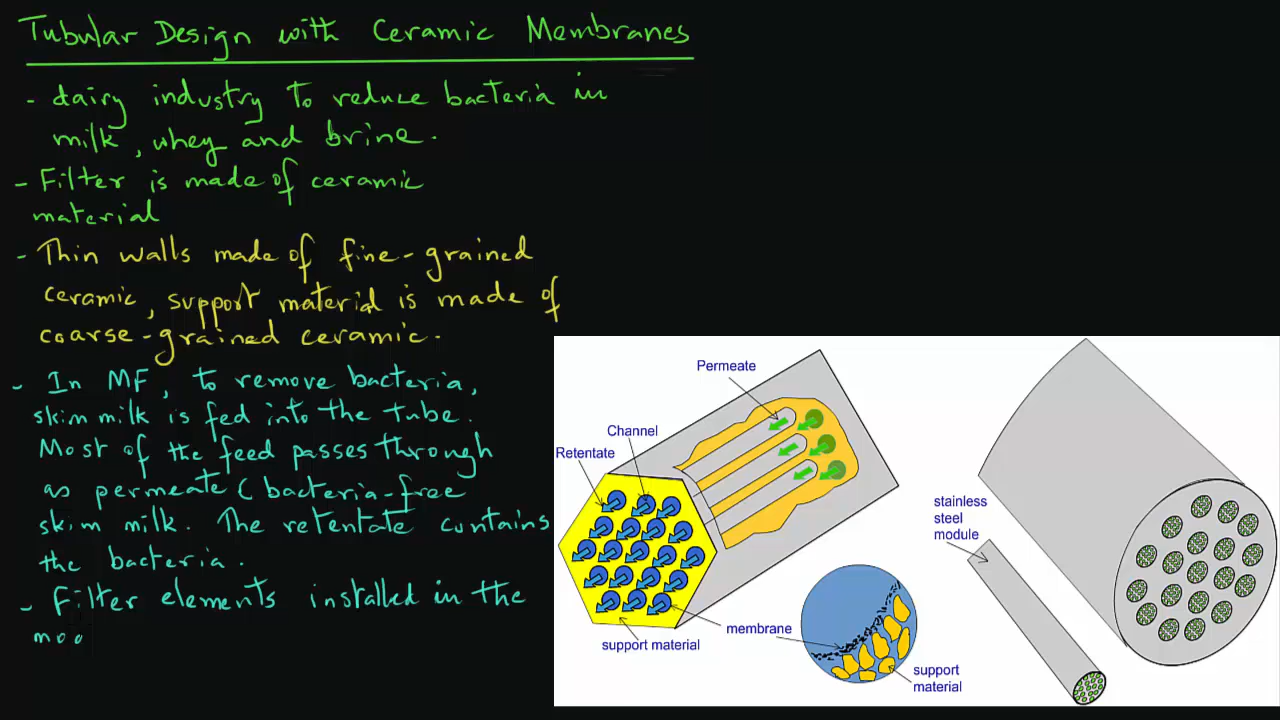 Tubular Design with Ceramic Membranes
- dairy industry to reduce bacteria in
milk, whey and brine.
- Filter is made of ceramic
material
- Thin walls made of fine-grained
ceramic, support material is made of
coarse-grained ceramic.
- In MF, to remove bacteria,
skim milk is fed into the tube.
Most of the feed passes through
as permeate (bacteria-free
skim milk. The retentate contains
the bacteria.
- Filter elements installed in the
moo
Permeate
Channel
Retentate
support material
membrane
support
material
stainless
steel
module